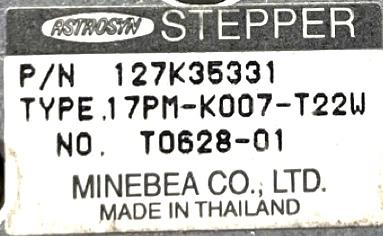 ASTROSYN STEPPER
P/N 127K35331
TYPE.17PM-K007-T22W
NO. T0628-01
MINEBEA CO., LTD.
MADE IN THAILAND